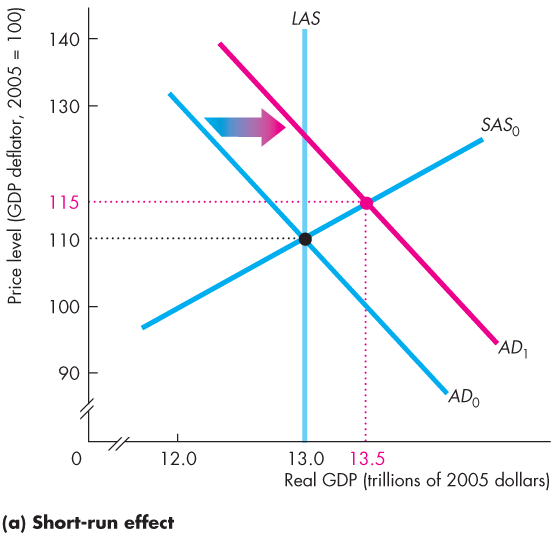 Price level (GDP deflator, 2005 = 100)
140
130
115
110
100
90
0
12.0
13.0
13.5
LAS
SAS0
AD1
AD0
Real GDP (trillions of 2005 dollars)
(a) Short-run effect